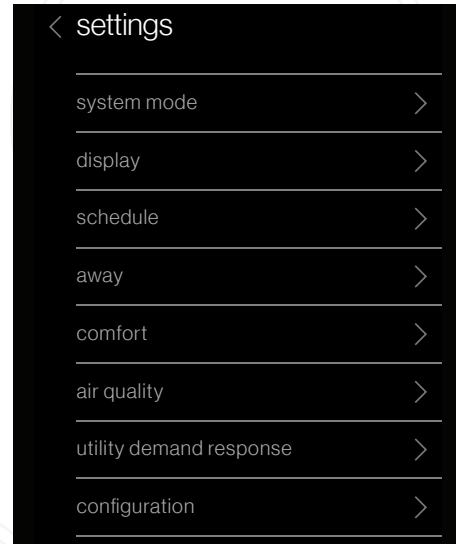 settings
system mode
display
schedule
away
comfort
air quality
utility demand response
configuration